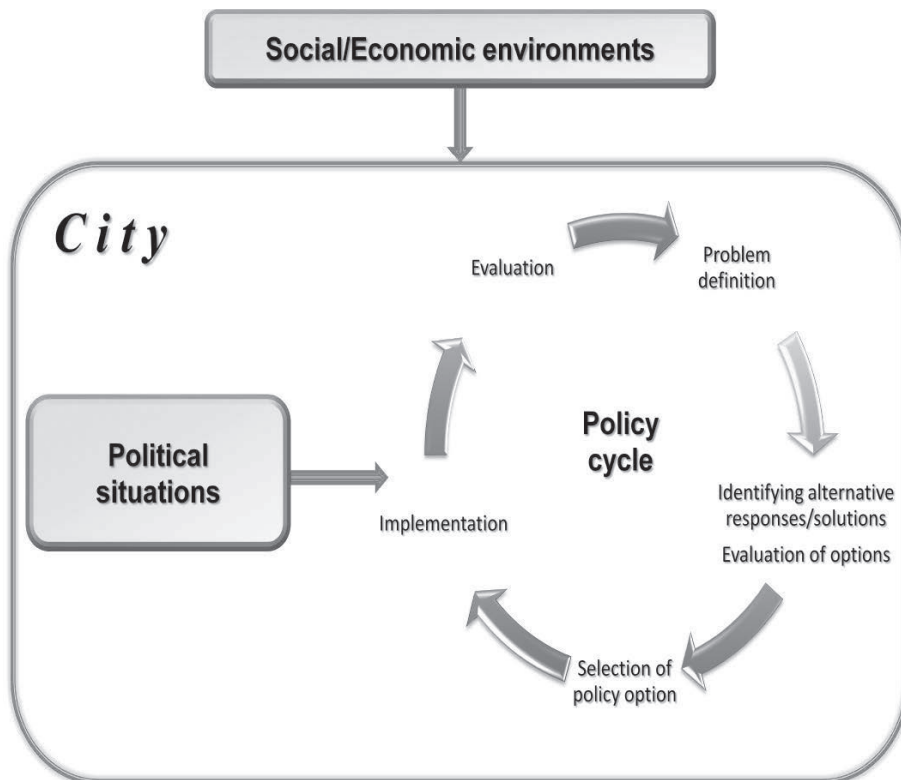 Social/Economic environments
City
Evaluation
Problem
definition
Political
situations
Policy
cycle
Identifying alternative
responses/solutions
Evaluation of options
Implementation
Selection of
policy option